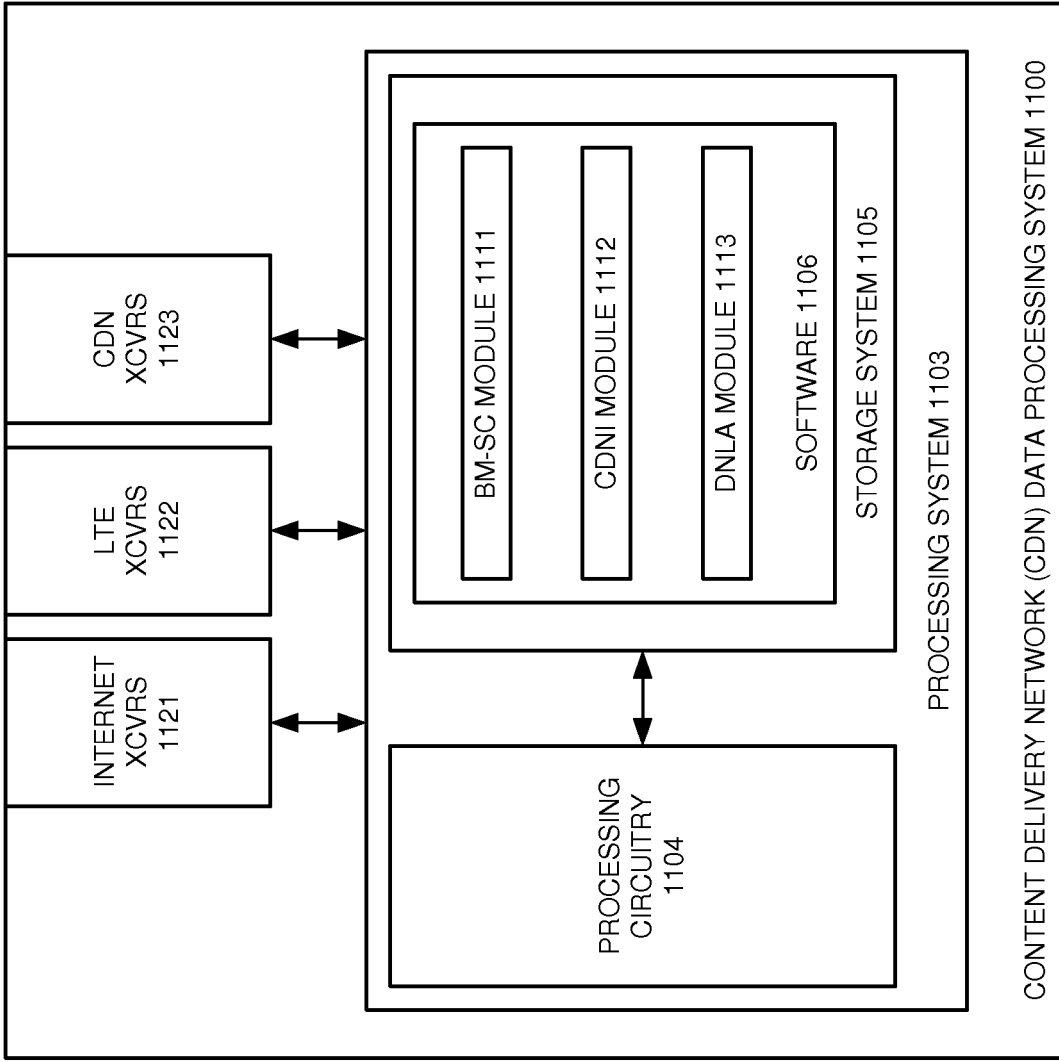 INTERNET
XCVRS
1121
LTE
XCVRS
1122
CDN
XCVRS
1123
PROCESSING
CIRCUITRY
1104
BM-SC MODULE 1111
CDNI MODULE 1112
DNLA MODULE 1113
SOFTWARE 1106
STORAGE SYSTEM 1105
PROCESSING SYSTEM 1103
CONTENT DELIVERY NETWORK (CDN) DATA PROCESSING SYSTEM 1100